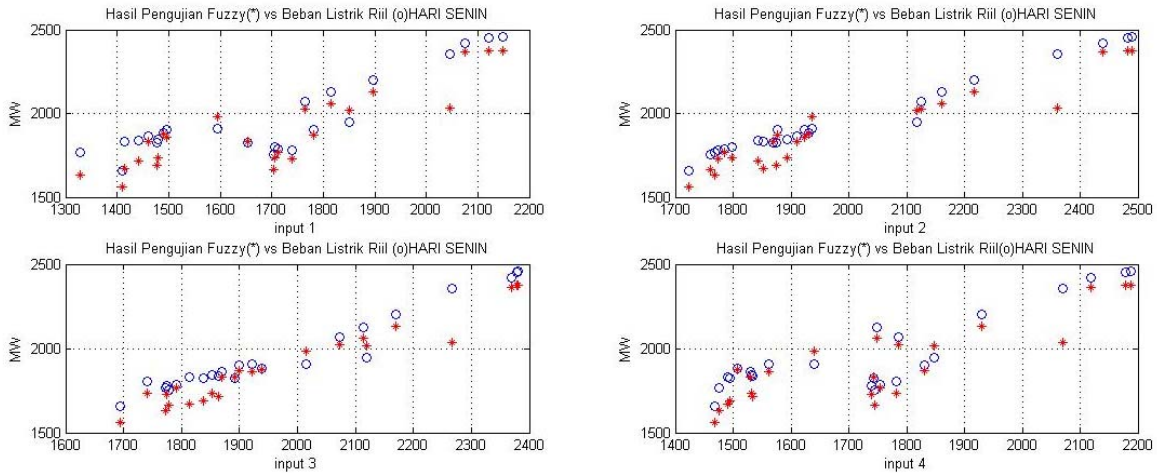 Hasil Pengujian Fuzzy(*) vs Beban Listrik Riil (o)HARI SENIN
2500
2000
1500
MW
1300 1400 1500 1600 1700 1800 1900 2000 2100 2200
input 1
Hasil Pengujian Fuzzy(*) vs Beban Listrik Riil (o)HARI SENIN
2500
2000
1500
MW
1700 1800 1900 2000 2100 2200 2300 2400 2500
input 2
Hasil Pengujian Fuzzy(*) vs Beban Listrik Riil (o)HARI SENIN
2500
2000
1500
MW
1600 1700 1800 1900 2000 2100 2200 2300 2400
input 3
Hasil Pengujian Fuzzy(*) vs Beban Listrik Riil(o)HARI SENIN
2500
2000
1500
MW
1400 1500 1600 1700 1800 1900 2000 2100 2200
input 4